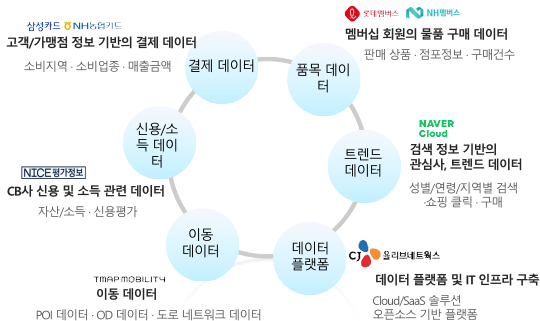 삼성카드 NH농협카드
고객/가맹점 정보 기반의 결제 데이터
소비지역 · 소비업종 · 매출금액
결제 데이터
롯데멤버스 NH멤버스
멤버십 회원의 물품 구매 데이터
판매 상품 · 점포정보 · 구매건수
품목 데이
터
신용/소
득 데이
터
NICE평가정보
CB사 신용 및 소득 관련 데이터
자산/소득 · 신용평가
NAVER
Cloud
검색 정보 기반의
관심사, 트렌드 데이터
성별/연령/지역별 검색
·쇼핑 클릭 · 구매
트렌드
데이터
이동
데이터
TMAP MOBILITY
이동 데이터
POI 데이터 · OD 데이터 · 도로 네트워크 데이터
데이터
플랫폼
CJ 올리브네트웍스
데이터 플랫폼 및 IT 인프라 구축
Cloud/SaaS 솔루션
오픈소스 기반 플랫폼